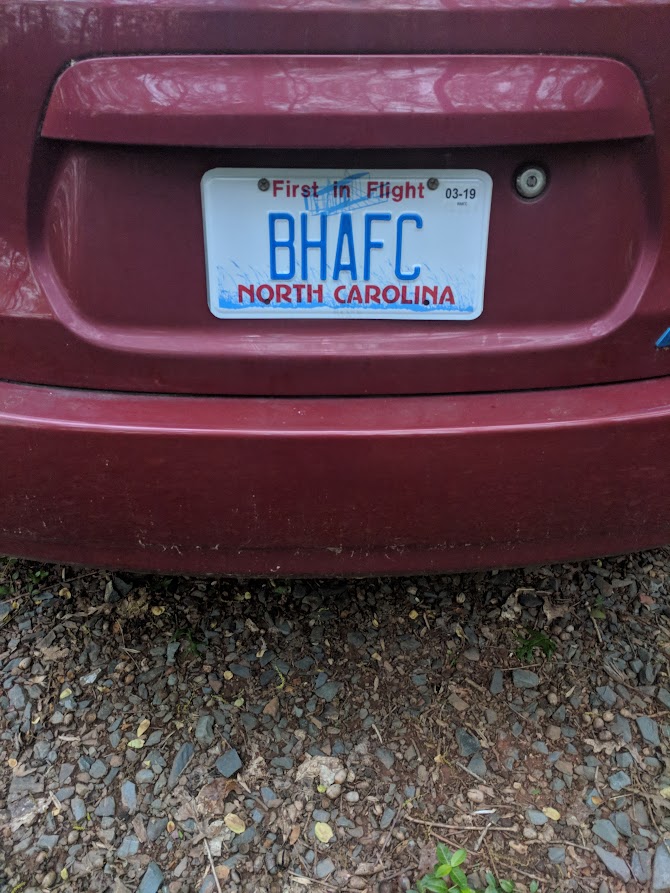 First in Flight 03-19
BHAFC
NORTH CAROLINA